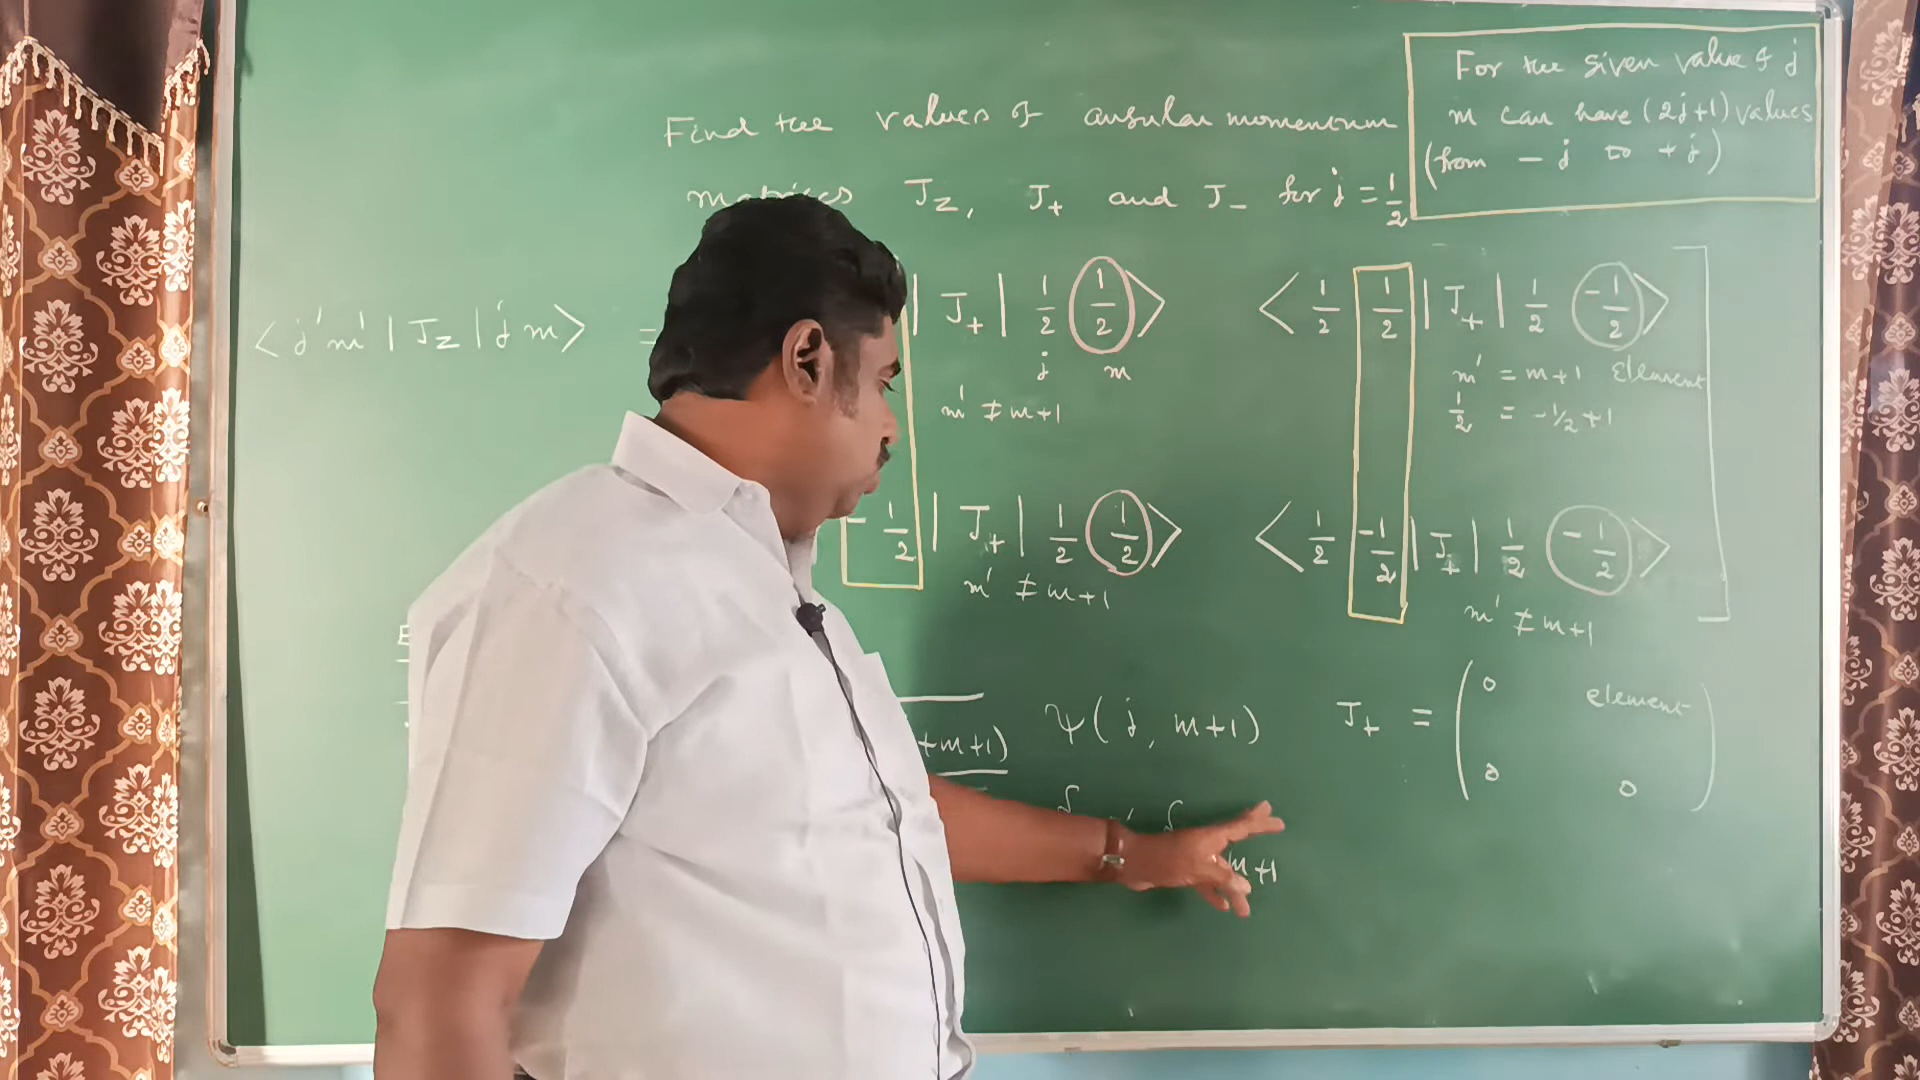 For the given value of j
m can have (2j+1) values
(from - j to + j)
Find the values of angular momentum
matrices J_z, J_+ and J_- for j = 1/2
<j'm'|J_z|jm> =
| J_+ | 1/2 1/2 > < 1/2 1/2 | J_+ | 1/2 -1/2 >
j m
m' = m+1 element
m' ≠ m+1
1/2 = -1/2+1
- 1/2 | J_+ | 1/2 1/2 > < 1/2 -1/2 | J_+ | 1/2 -1/2 >
m' ≠ m+1
m' ≠ m+1
+m+1) ψ(j, m+1)
J_+ = ( 0 element
0 0 )
δ δ
m+1